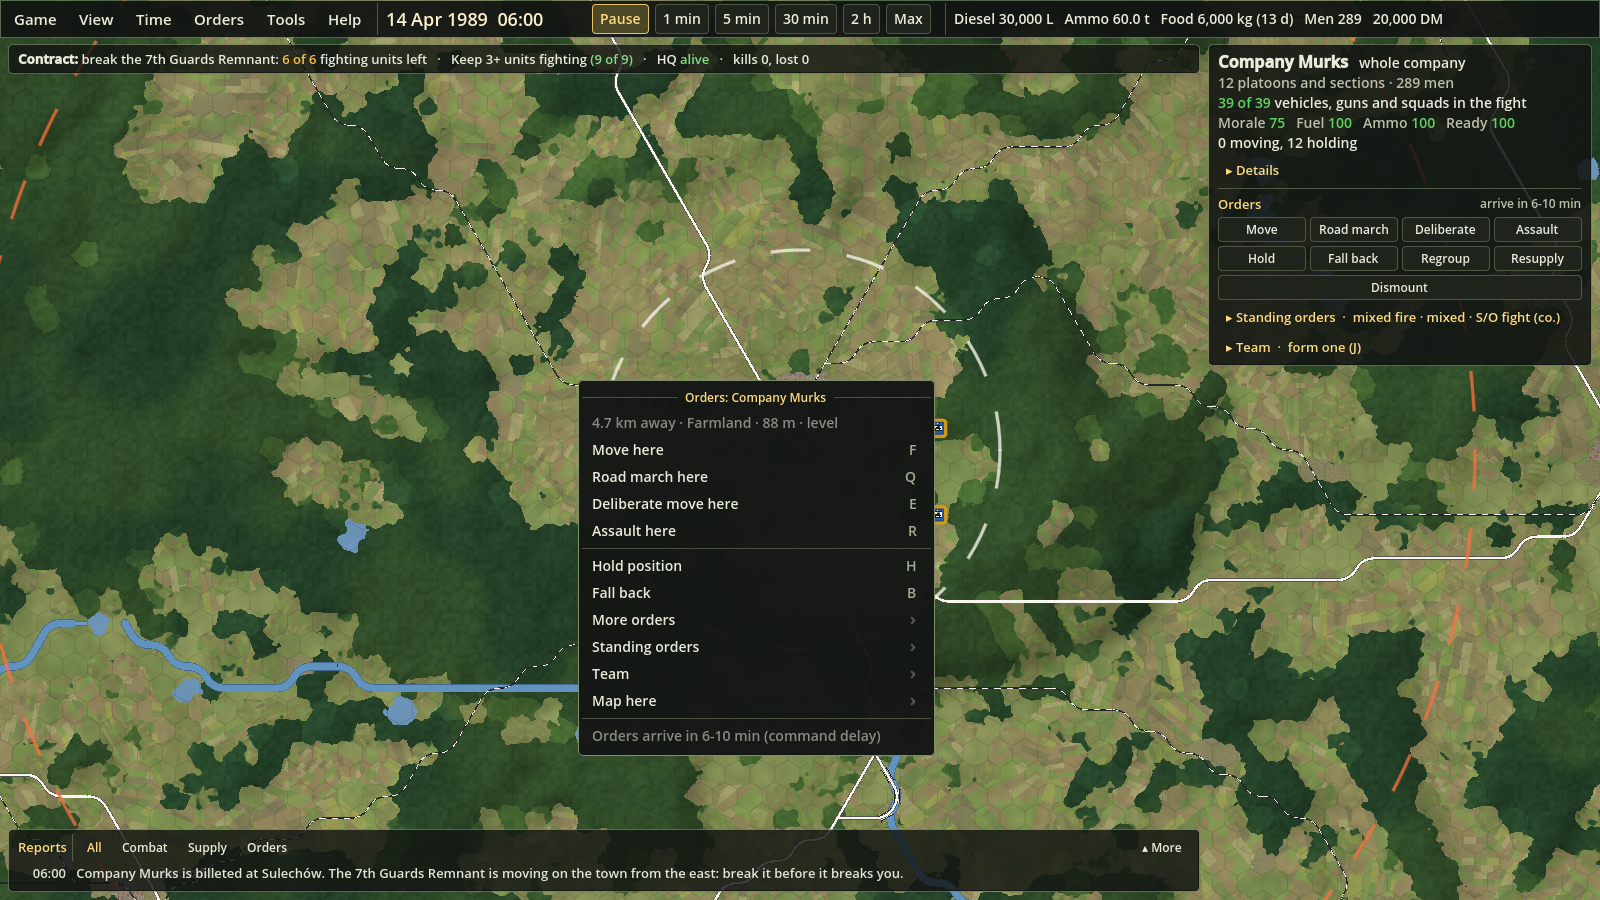 Game View Time Orders Tools Help 14 Apr 1989 06:00 Pause 1 min 5 min 30 min 2 h Max Diesel 30,000 L Ammo 60.0 t Food 6,000 kg (13 d) Men 289 20,000 DM
Contract: break the 7th Guards Remnant: 6 of 6 fighting units left · Keep 3+ units fighting (9 of 9) · HQ alive · kills 0, lost 0
Company Murks whole company
12 platoons and sections · 289 men
39 of 39 vehicles, guns and squads in the fight
Morale 75 Fuel 100 Ammo 100 Ready 100
0 moving, 12 holding
▸ Details
Orders arrive in 6-10 min
Move Road march Deliberate Assault
Hold Fall back Regroup Resupply
Dismount
▸ Standing orders · mixed fire · mixed · S/O fight (co.)
▸ Team · form one (J)
Orders: Company Murks
4.7 km away · Farmland · 88 m · level
Move here F
Road march here Q
Deliberate move here E
Assault here R
Hold position H
Fall back B
More orders ›
Standing orders ›
Team ›
Map here ›
Orders arrive in 6-10 min (command delay)
Reports All Combat Supply Orders ▴ More
06:00 Company Murks is billeted at Sulechów. The 7th Guards Remnant is moving on the town from the east: break it before it breaks you.